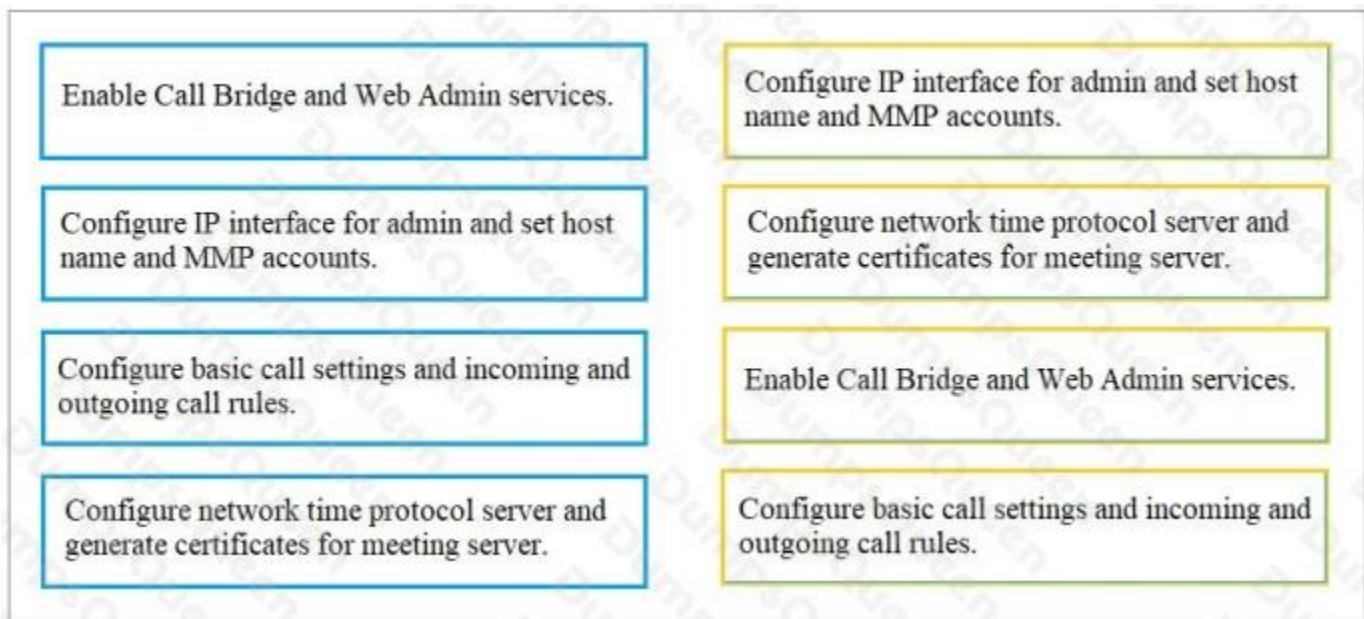 Enable Call Bridge and Web Admin services.
Configure IP interface for admin and set host
name and MMP accounts.
Configure basic call settings and incoming and
outgoing call rules.
Configure network time protocol server and
generate certificates for meeting server.
Configure IP interface for admin and set host
name and MMP accounts.
Configure network time protocol server and
generate certificates for meeting server.
Enable Call Bridge and Web Admin services.
Configure basic call settings and incoming and
outgoing call rules.
DumpsQueen